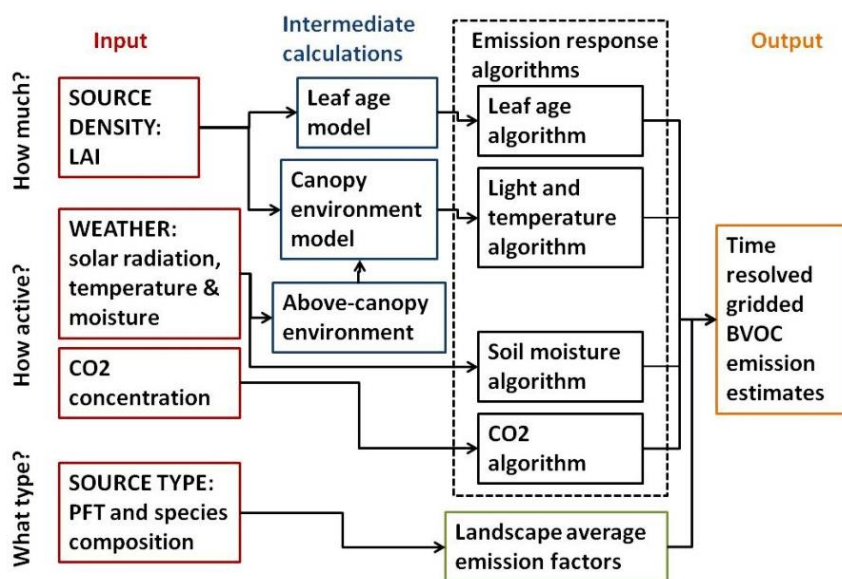 Input
Intermediate
calculations
Emission response
algorithms
Output
How much?
SOURCE
DENSITY:
LAI
Leaf age
model
Leaf age
algorithm
Canopy
environment
model
Light and
temperature
algorithm
How active?
WEATHER:
solar radiation,
temperature &
moisture
Above-canopy
environment
Soil moisture
algorithm
CO2
concentration
CO2
algorithm
Time
resolved
gridded
BVOC
emission
estimates
What type?
SOURCE TYPE:
PFT and species
composition
Landscape average
emission factors